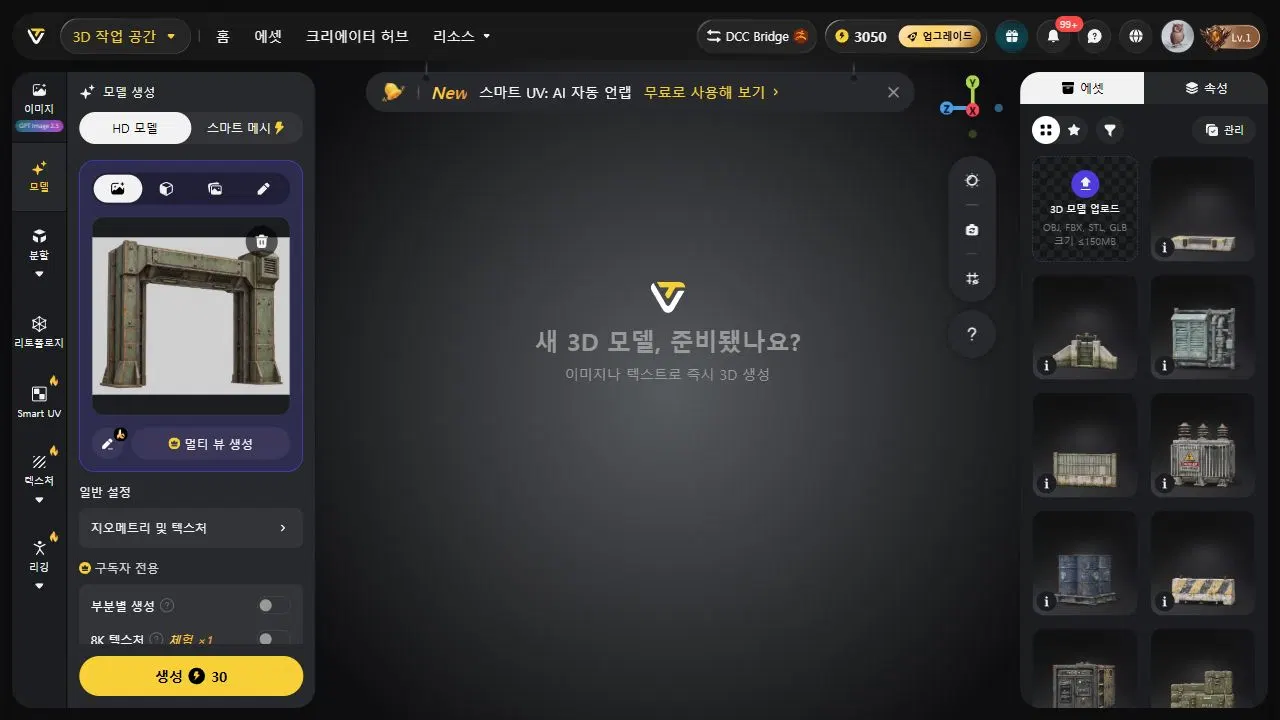 3D 작업 공간
홈
에셋
크리에이터 허브
리소스
DCC Bridge
3050
업그레이드
99+
Lv.1
이미지
GPT Image 2.5
모델
분할
리토폴로지
Smart UV
텍스처
리깅
모델 생성
HD 모델
스마트 메시
멀티 뷰 생성
일반 설정
지오메트리 및 텍스처
구독자 전용
부분별 생성
8K 텍스처 체험 ×1
생성 30
New 스마트 UV: AI 자동 언랩 무료로 사용해 보기 ›
Y
Z
X
새 3D 모델, 준비됐나요?
이미지나 텍스트로 즉시 3D 생성
?
에셋
속성
관리
3D 모델 업로드
OBJ, FBX, STL, GLB
크기 ≤150MB